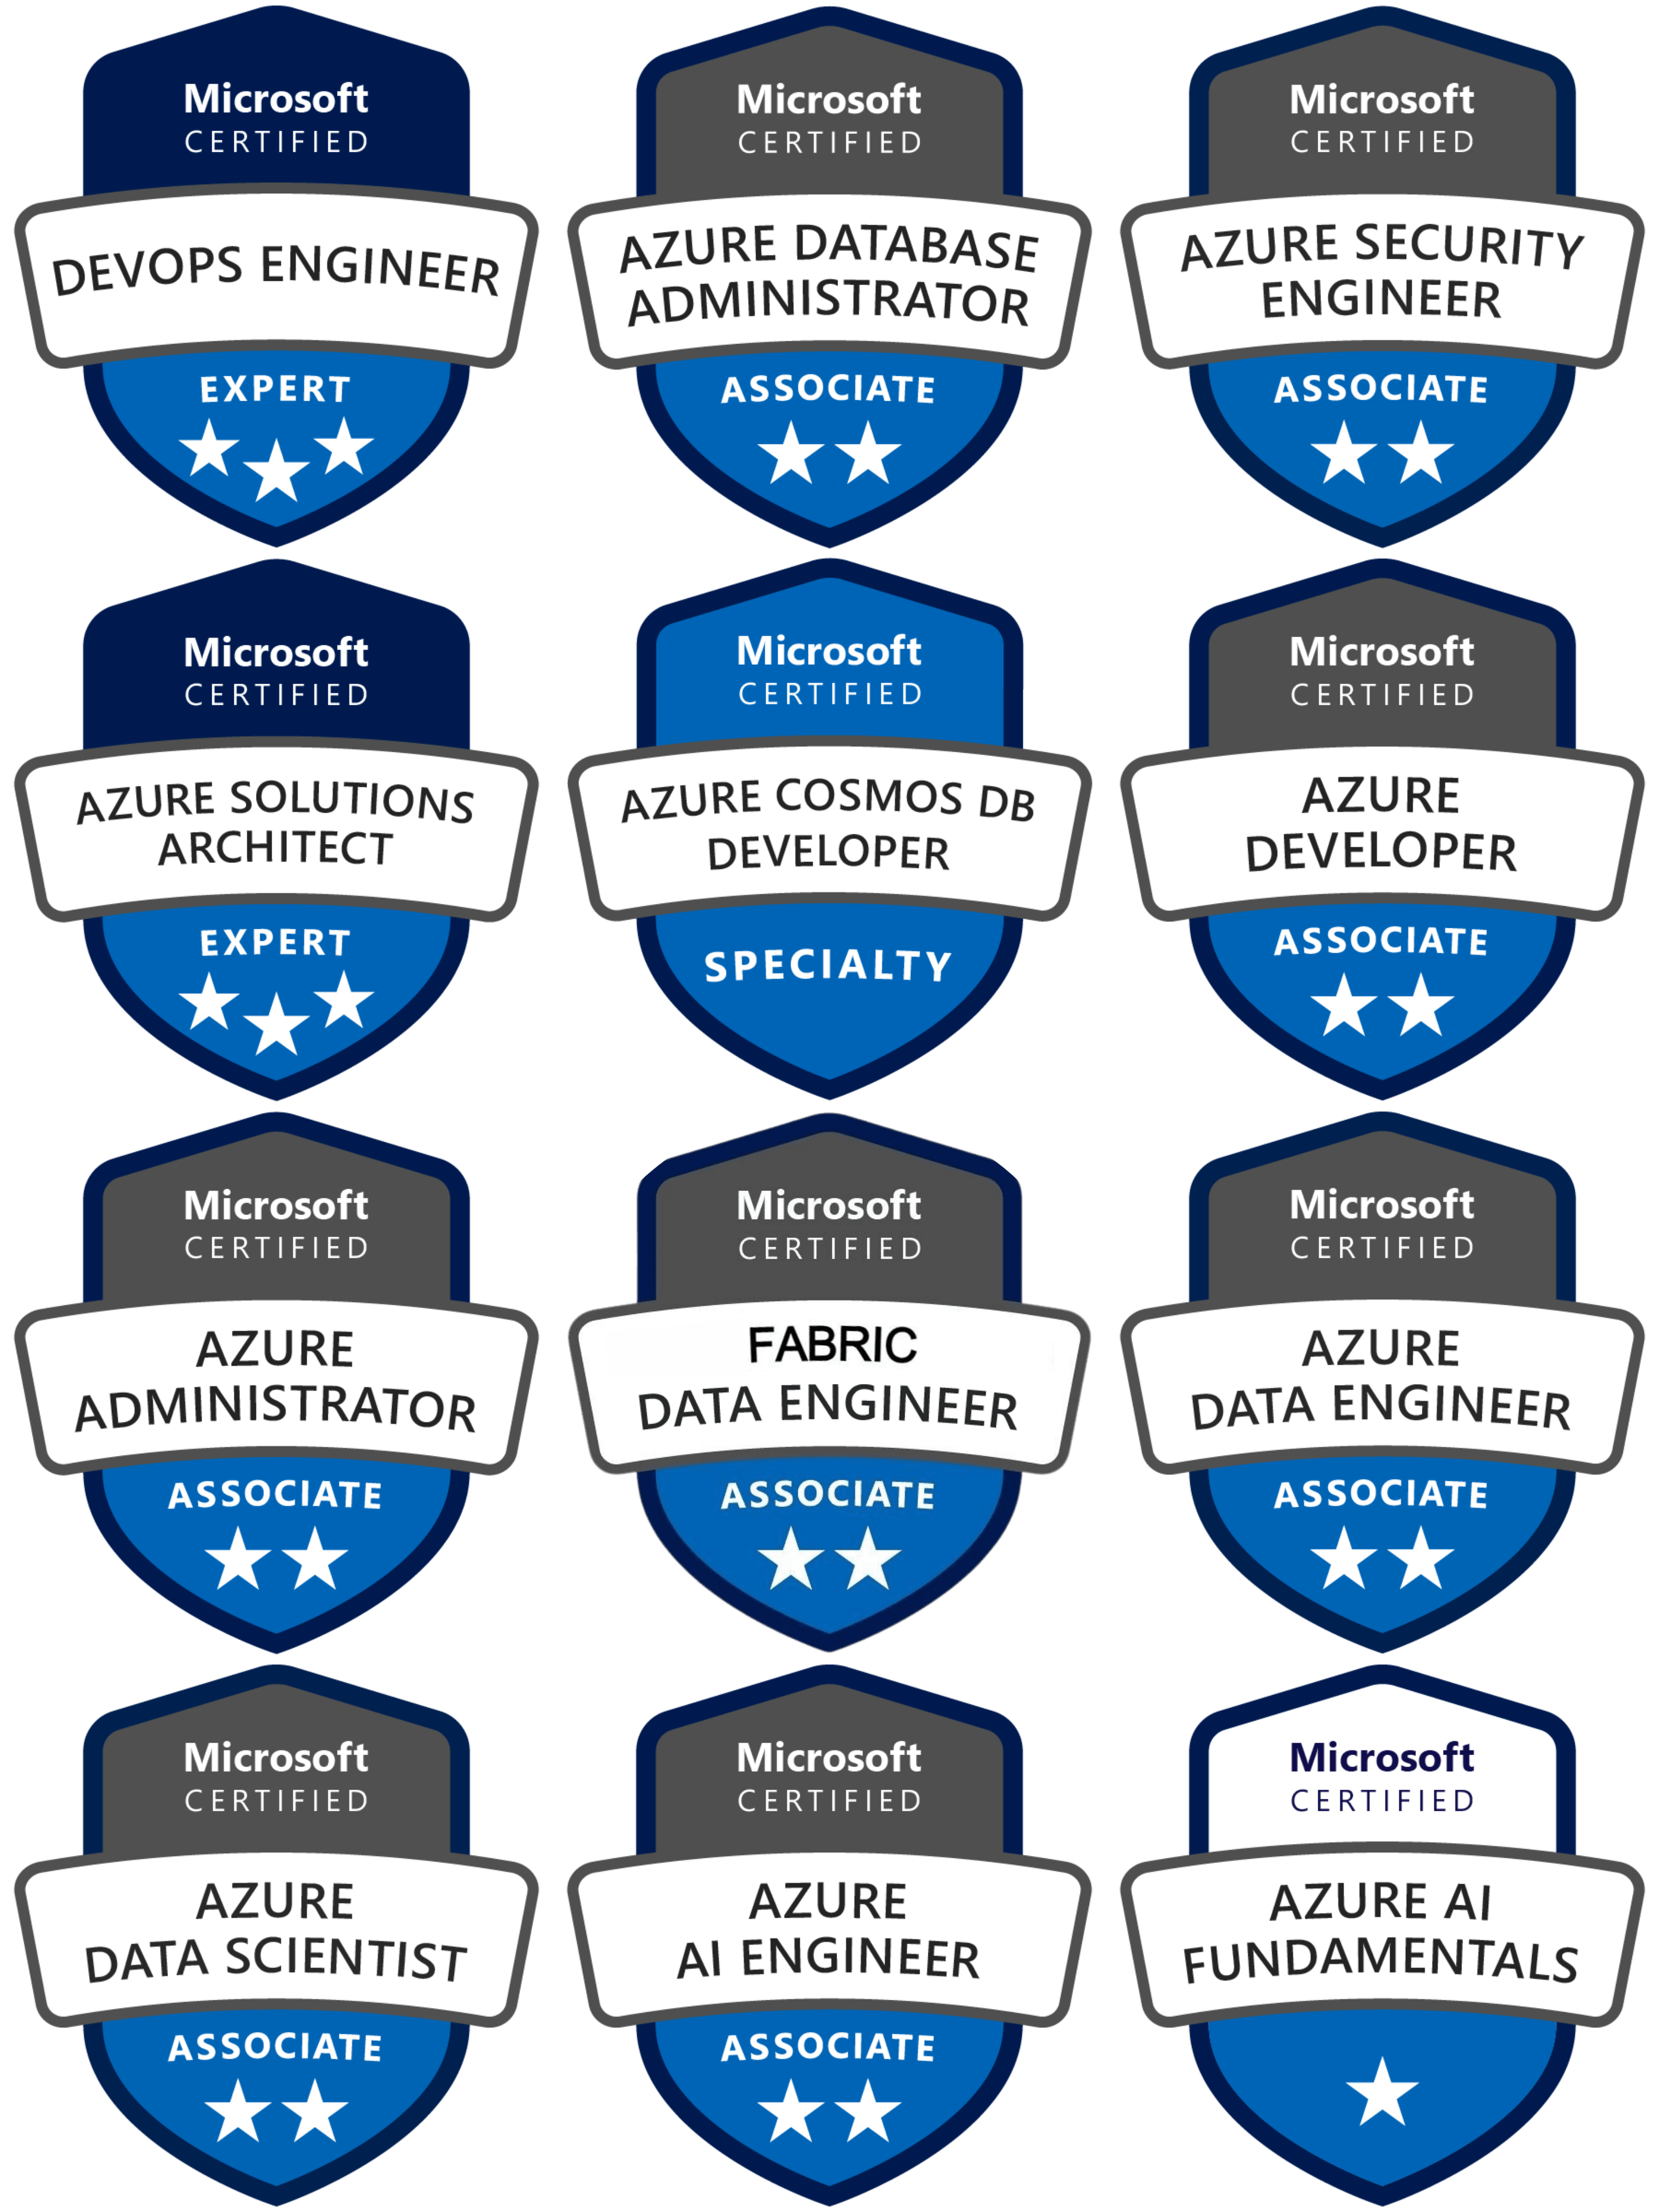 Microsoft
CERTIFIED
DEVOPS ENGINEER
EXPERT
Microsoft
CERTIFIED
AZURE DATABASE
ADMINISTRATOR
ASSOCIATE
Microsoft
CERTIFIED
AZURE SECURITY
ENGINEER
ASSOCIATE
Microsoft
CERTIFIED
AZURE SOLUTIONS
ARCHITECT
EXPERT
Microsoft
CERTIFIED
AZURE COSMOS DB
DEVELOPER
SPECIALTY
Microsoft
CERTIFIED
AZURE
DEVELOPER
ASSOCIATE
Microsoft
CERTIFIED
AZURE
ADMINISTRATOR
ASSOCIATE
Microsoft
CERTIFIED
FABRIC
DATA ENGINEER
ASSOCIATE
Microsoft
CERTIFIED
AZURE
DATA ENGINEER
ASSOCIATE
Microsoft
CERTIFIED
AZURE
DATA SCIENTIST
ASSOCIATE
Microsoft
CERTIFIED
AZURE
AI ENGINEER
ASSOCIATE
Microsoft
CERTIFIED
AZURE AI
FUNDAMENTALS